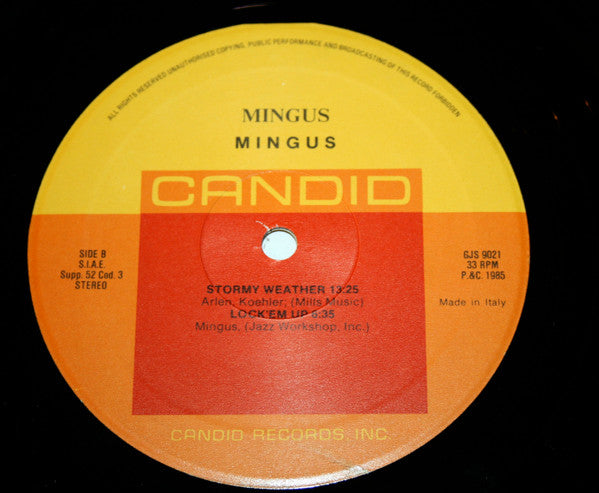 ALL RIGHTS RESERVED UNAUTHORISED COPYING, PUBLIC PERFORMANCE AND BROADCASTING OF THIS RECORD FORBIDDEN
MINGUS
MINGUS
CANDID
SIDE B
S.I.A.E.
Supp. 52 Cod. 3
STEREO
GJS 9021
33 RPM
P.&C. 1985
Made in Italy
STORMY WEATHER 13:25
Arlen, Koehler; (Mills Music)
LOCK'EM UP 6:35
Mingus, (Jazz Workshop, Inc.)
CANDID RECORDS, INC.